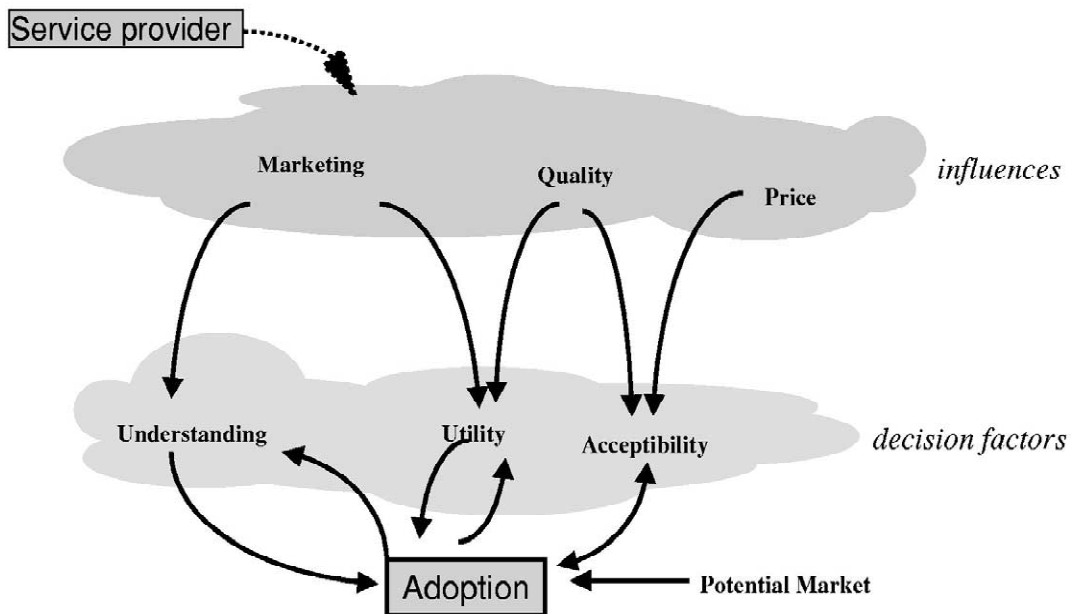 Service provider
Marketing
Quality
Price
influences
Understanding
Utility
Acceptibility
decision factors
Adoption
Potential Market